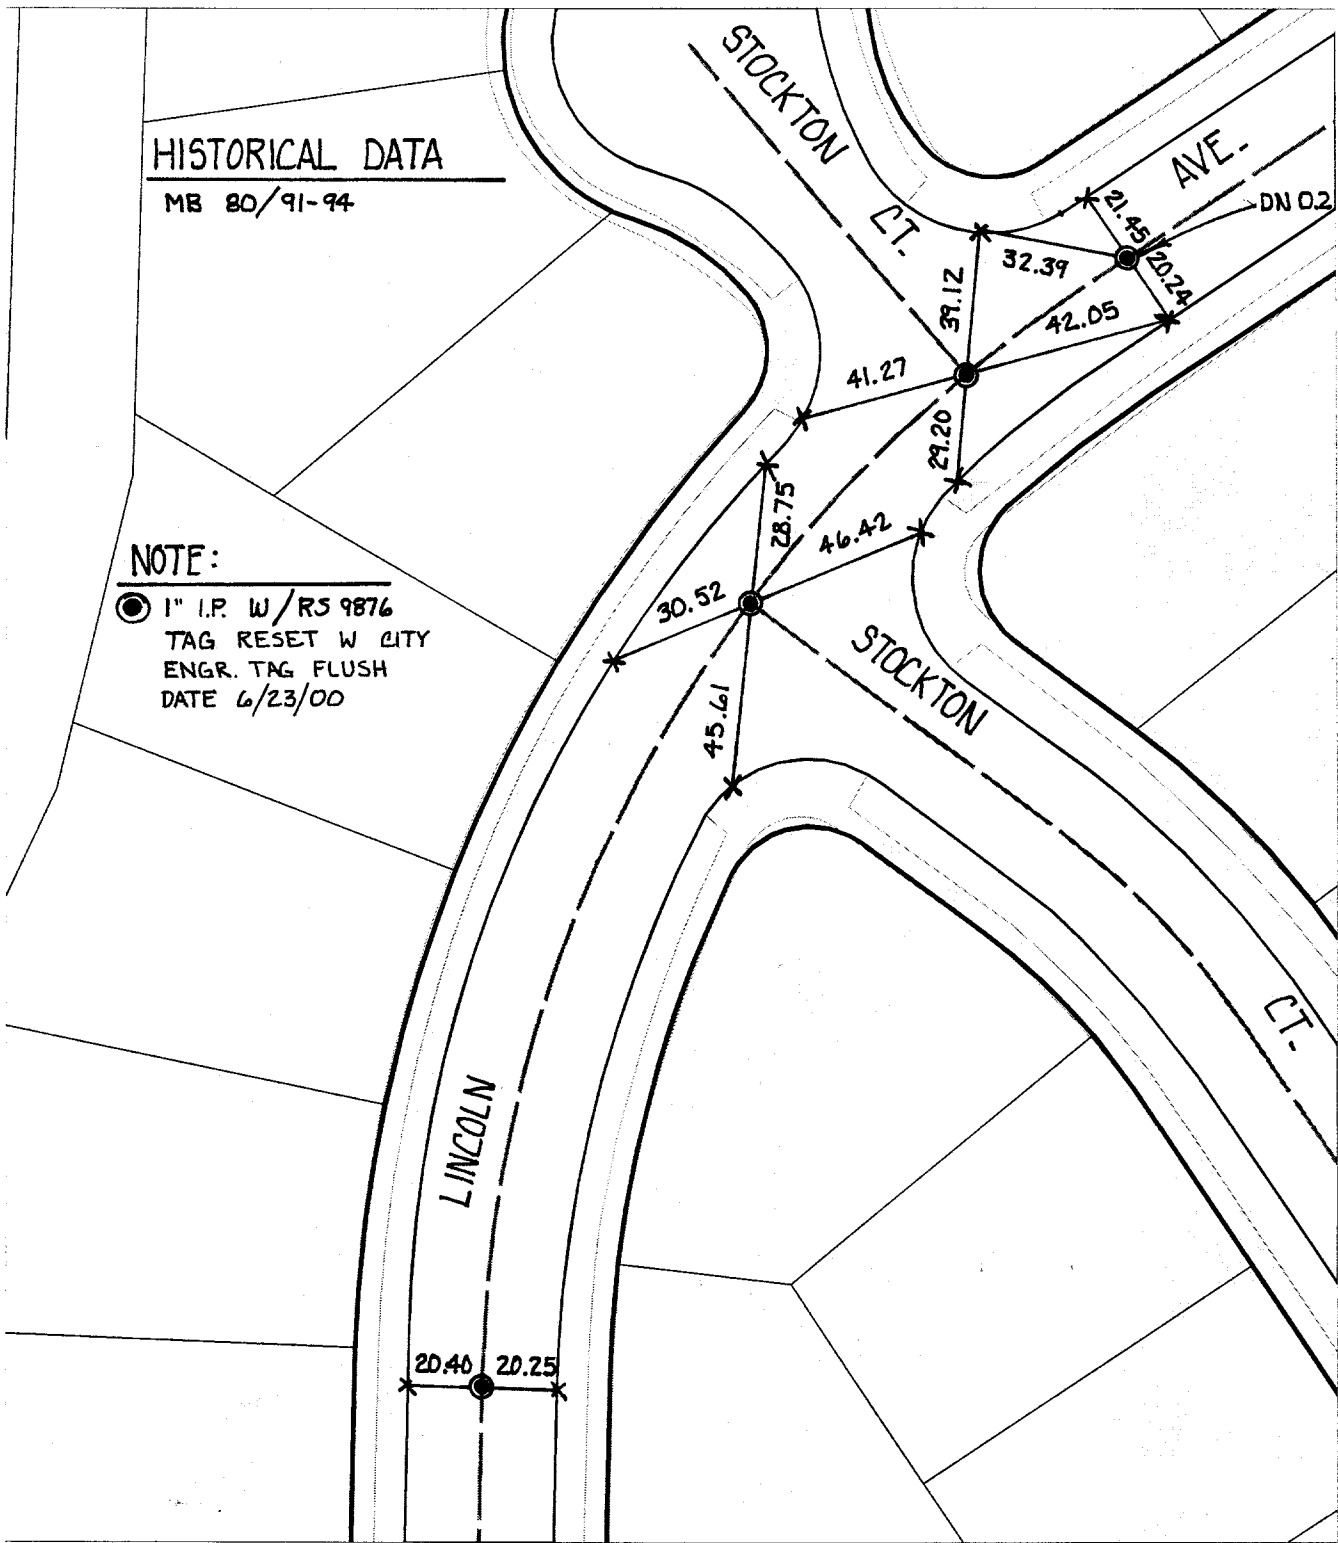 STOCKTON
CT.
AVE.
HISTORICAL DATA
MB 80/91-94
DN 0.2
21.45
20.24
32.39
39.12
42.05
41.27
29.20
28.75
46.42
30.52
45.61
NOTE:
1" I.P. W/RS 9876
TAG RESET W CITY
ENGR. TAG FLUSH
DATE 6/23/00
STOCKTON
CT.
LINCOLN
20.40
20.25